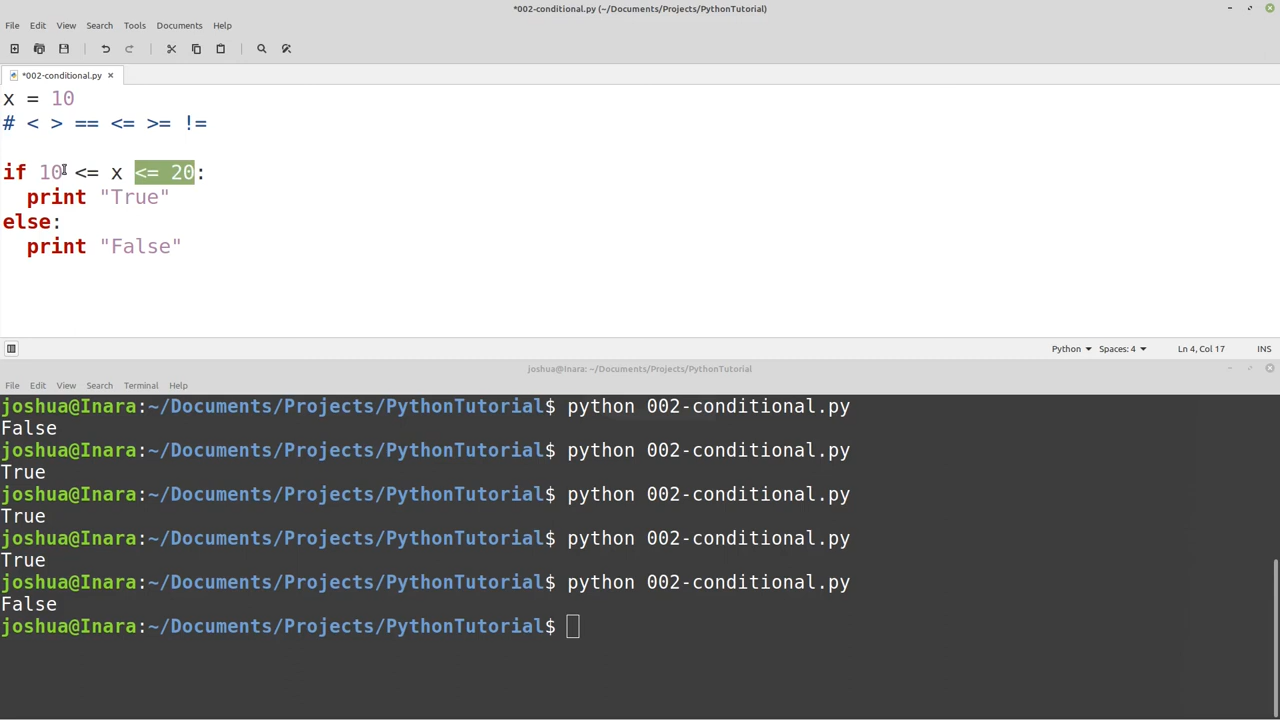 *002-conditional.py (~/Documents/Projects/PythonTutorial)
File Edit View Search Tools Documents Help
*002-conditional.py ×
x = 10
# < > == <= >= !=
if 10 <= x <= 20:
print "True"
else:
print "False"
Python Spaces: 4 Ln 4, Col 17 INS
joshua@Inara: ~/Documents/Projects/PythonTutorial
File Edit View Search Terminal Help
joshua@Inara:~/Documents/Projects/PythonTutorial$ python 002-conditional.py
False
joshua@Inara:~/Documents/Projects/PythonTutorial$ python 002-conditional.py
True
joshua@Inara:~/Documents/Projects/PythonTutorial$ python 002-conditional.py
True
joshua@Inara:~/Documents/Projects/PythonTutorial$ python 002-conditional.py
True
joshua@Inara:~/Documents/Projects/PythonTutorial$ python 002-conditional.py
False
joshua@Inara:~/Documents/Projects/PythonTutorial$